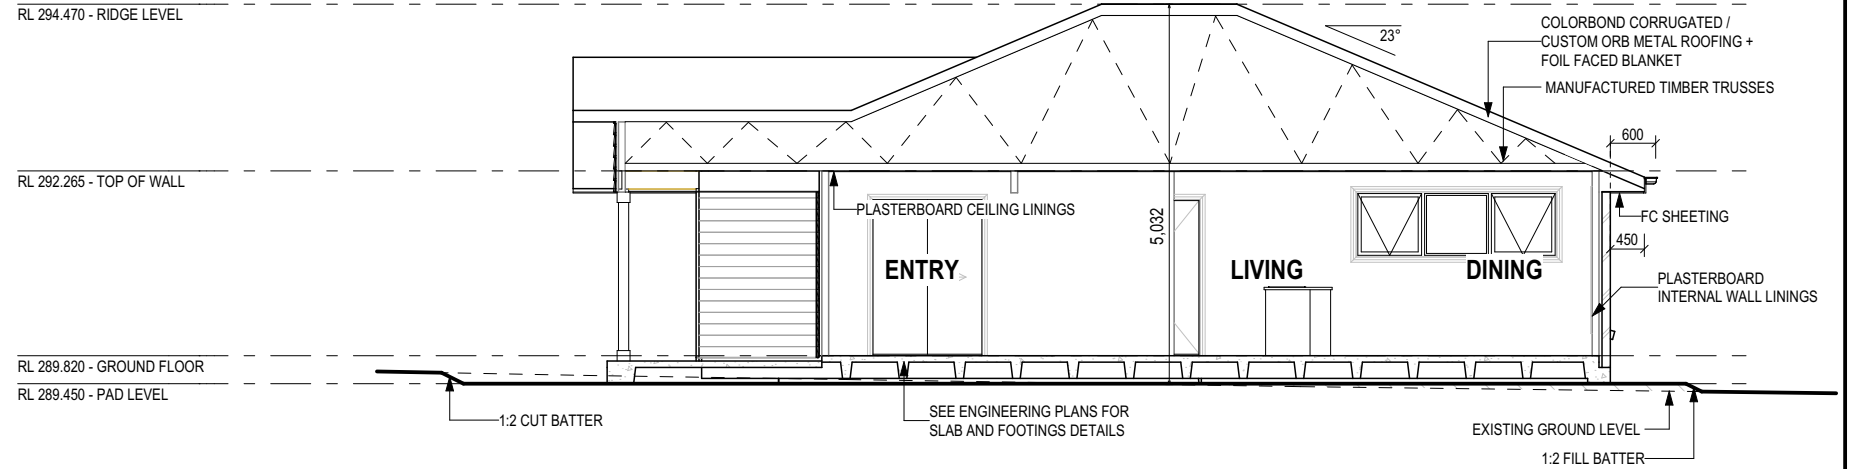 RL 294.470 - RIDGE LEVEL
23°
COLORBOND CORRUGATED /
CUSTOM ORB METAL ROOFING +
FOIL FACED BLANKET
MANUFACTURED TIMBER TRUSSES
600
RL 292.265 - TOP OF WALL
PLASTERBOARD CEILING LININGS
5,032
FC SHEETING
450
ENTRY
LIVING
DINING
PLASTERBOARD
INTERNAL WALL LININGS
RL 289.820 - GROUND FLOOR
RL 289.450 - PAD LEVEL
1:2 CUT BATTER
SEE ENGINEERING PLANS FOR
SLAB AND FOOTINGS DETAILS
EXISTING GROUND LEVEL
1:2 FILL BATTER